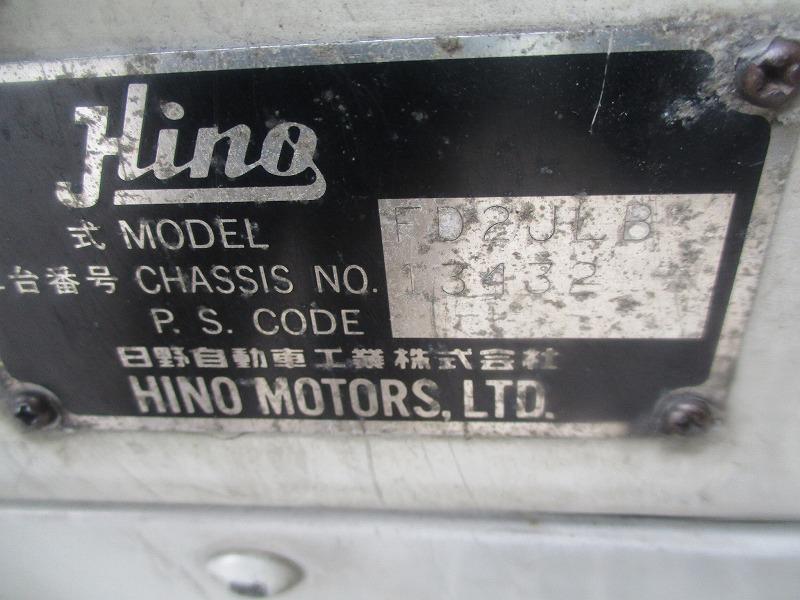 Hino
式 MODEL FD2JLB
台番号 CHASSIS NO. 13432
P. S. CODE
日野自動車工業株式会社
HINO MOTORS, LTD.